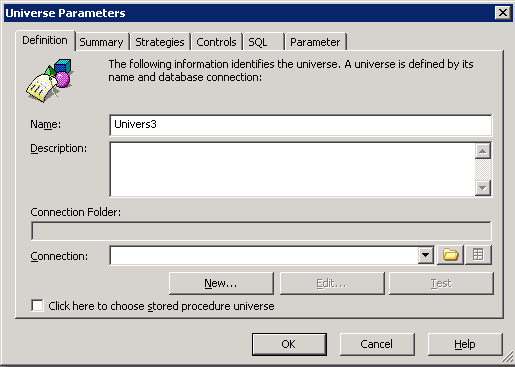 Universe Parameters
Definition Summary Strategies Controls SQL Parameter
The following information identifies the universe. A universe is defined by its
name and database connection:
Name: Univers3
Description:
Connection Folder:
Connection:
New... Edit... Test
Click here to choose stored procedure universe
OK Cancel Help